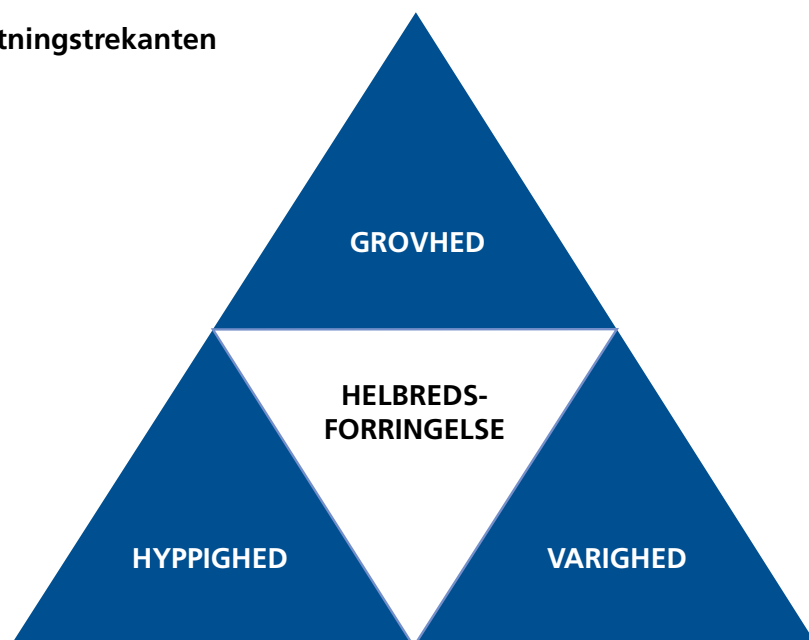 tningstrekanten
GROVHED
HELBREDS-
FORRINGELSE
HYPPIGHED
VARIGHED